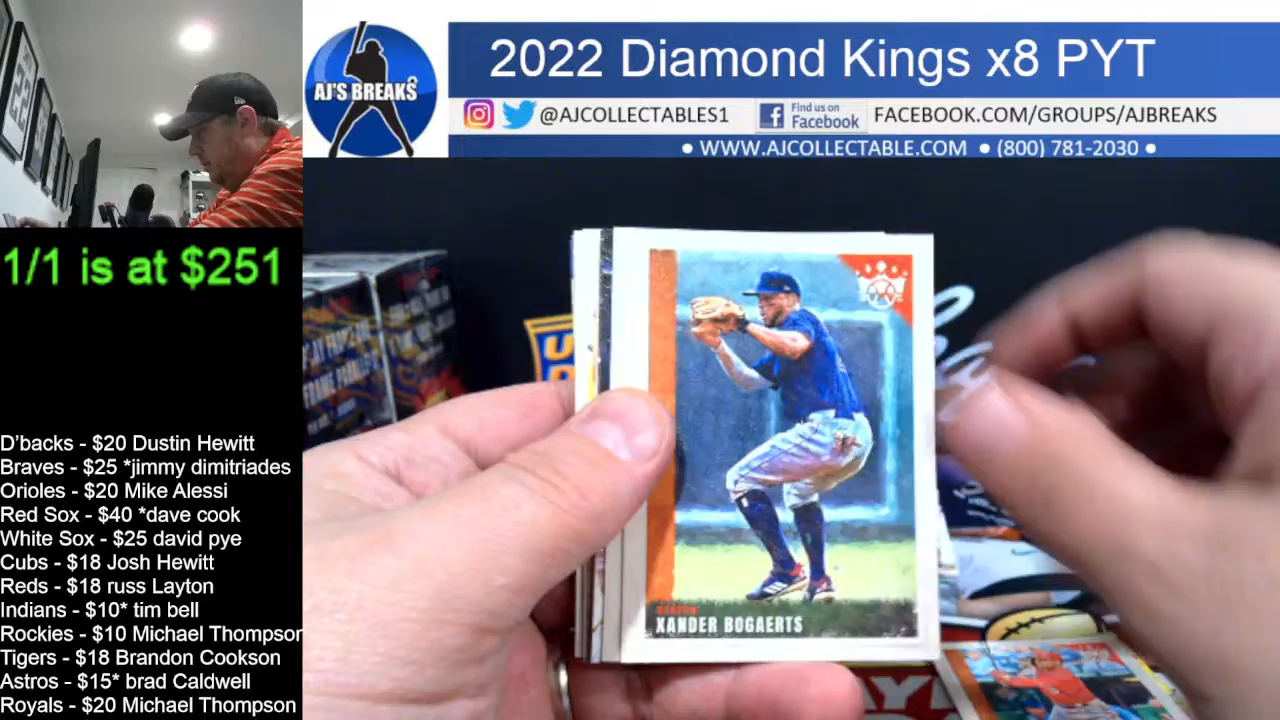 AJ'S BREAKS
2022 Diamond Kings x8 PYT
@AJCOLLECTABLES1
Find us on
Facebook
FACEBOOK.COM/GROUPS/AJBREAKS
• WWW.AJCOLLECTABLE.COM • (800) 781-2030 •
1/1 is at $251
D'backs - $20 Dustin Hewitt
Braves - $25 *jimmy dimitriades
Orioles - $20 Mike Alessi
Red Sox - $40 *dave cook
White Sox - $25 david pye
Cubs - $18 Josh Hewitt
Reds - $18 russ Layton
Indians - $10* tim bell
Rockies - $10 Michael Thompson
Tigers - $18 Brandon Cookson
Astros - $15* brad Caldwell
Royals - $20 Michael Thompson
XANDER BOGAERTS